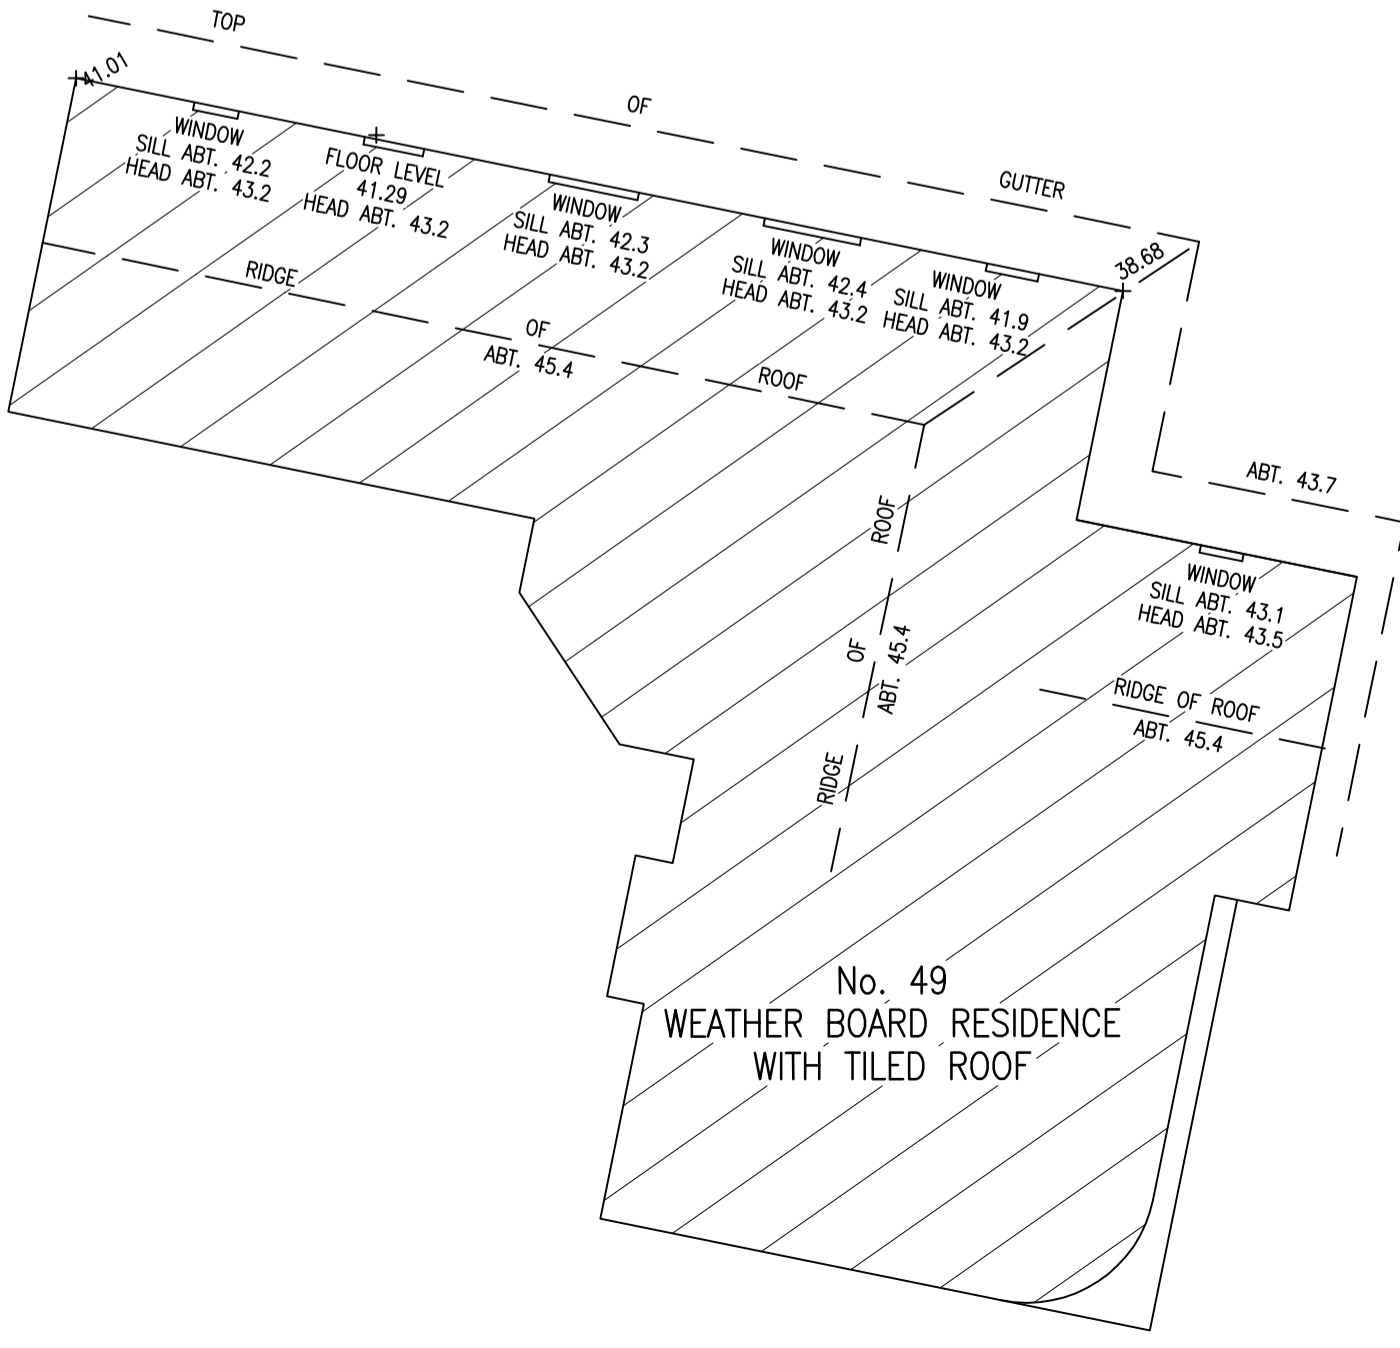 TOP
OF
GUTTER
ABT. 43.7
41.01
WINDOW
SILL ABT. 42.2
HEAD ABT. 43.2
FLOOR LEVEL
41.29
HEAD ABT. 43.2
WINDOW
SILL ABT. 42.3
HEAD ABT. 43.2
WINDOW
SILL ABT. 42.4
HEAD ABT. 43.2
WINDOW
SILL ABT. 41.9
HEAD ABT. 43.2
38.68
RIDGE
OF
ROOF
ABT. 45.4
RIDGE
OF
ROOF
ABT. 45.4
WINDOW
SILL ABT. 43.1
HEAD ABT. 43.5
RIDGE OF ROOF
ABT. 45.4
No. 49
WEATHER BOARD RESIDENCE
WITH TILED ROOF